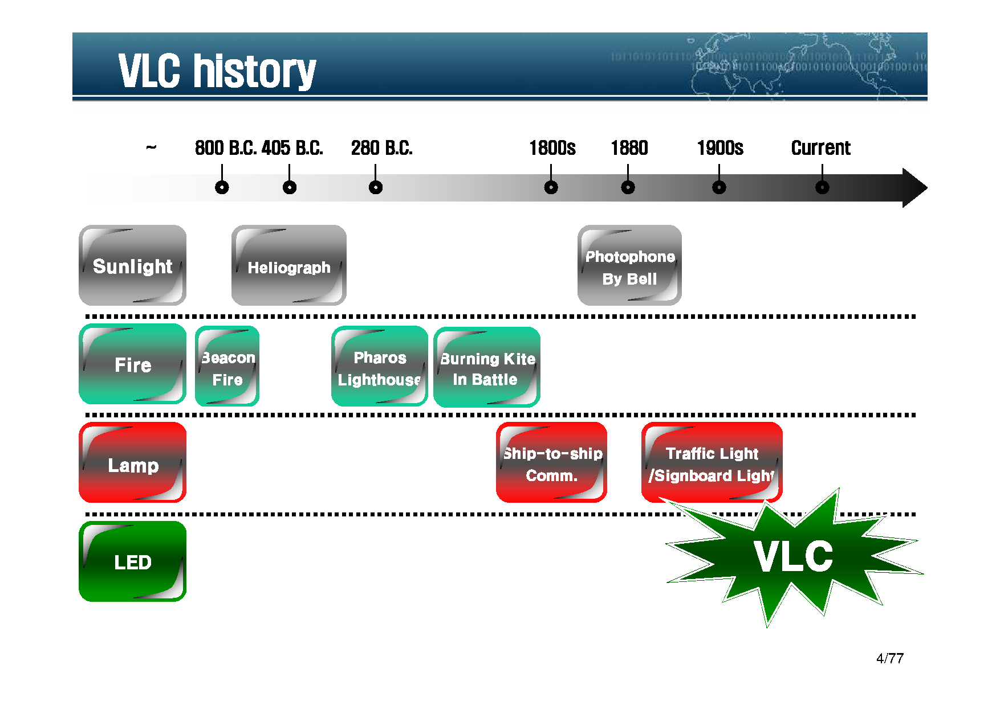 VLC history
~ 800 B.C. 405 B.C. 280 B.C. 1800s 1880 1900s Current
Sunlight
Heliograph
Photophone
By Bell
Fire
Beacon
Fire
Pharos
Lighthouse
Burning Kite
In Battle
Lamp
Ship-to-ship
Comm.
Traffic Light
/Signboard Light
LED
VLC
4/77